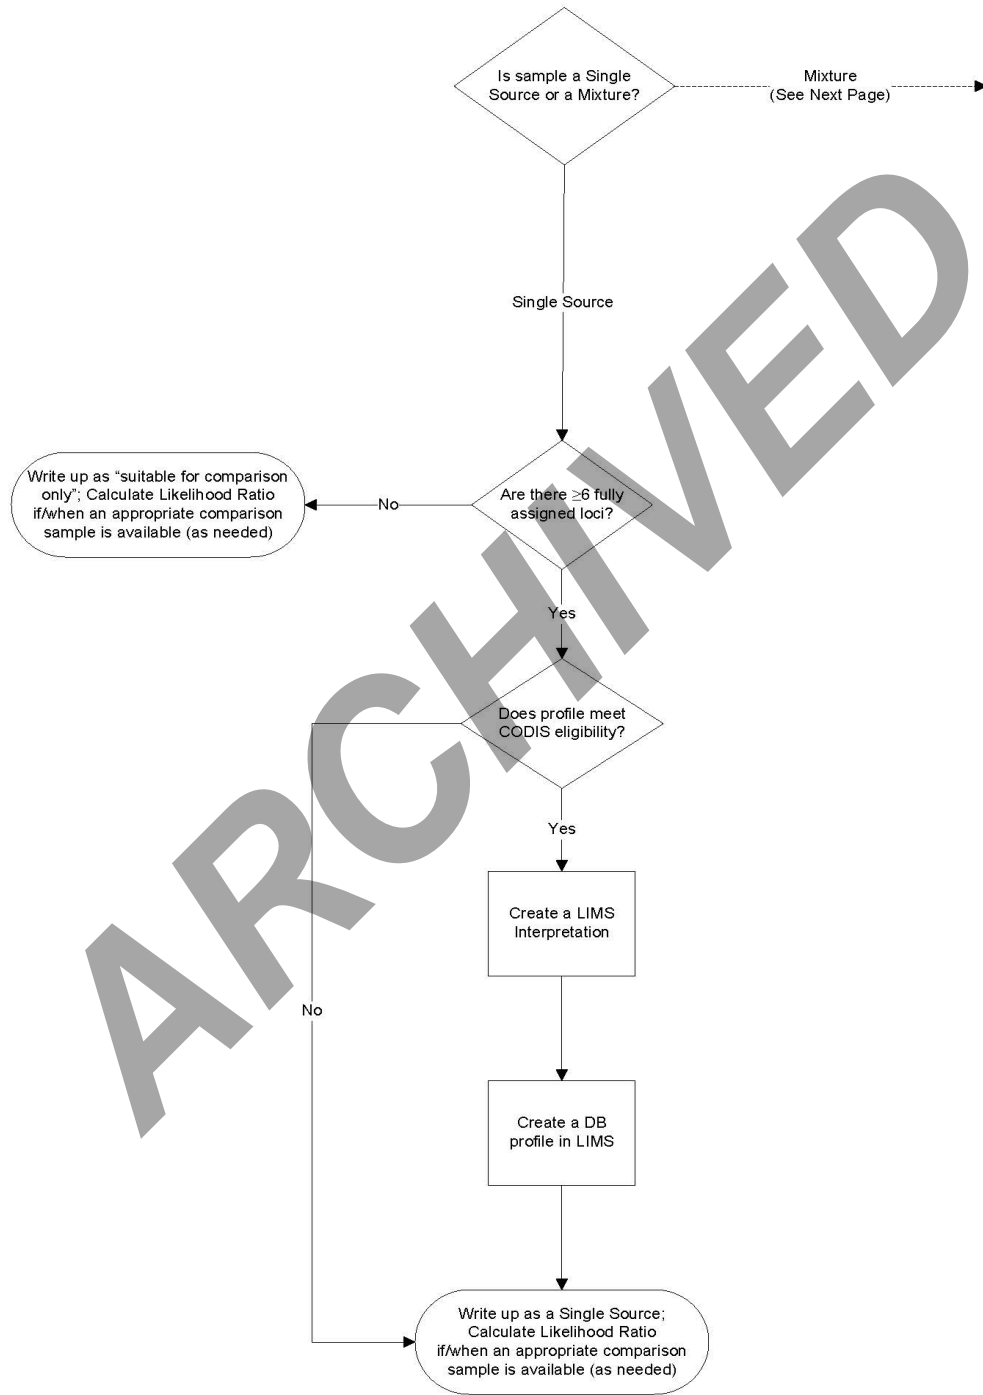 Is sample a Single
Source or a Mixture?
Mixture
(See Next Page)
Single Source
Write up as “suitable for comparison
only”; Calculate Likelihood Ratio
if/when an appropriate comparison
sample is available (as needed)
No
Are there ≥6 fully
assigned loci?
Yes
Does profile meet
CODIS eligibility?
Yes
Create a LIMS
Interpretation
No
Create a DB
profile in LIMS
Write up as a Single Source;
Calculate Likelihood Ratio
if/when an appropriate comparison
sample is available (as needed)
ARCHIVED